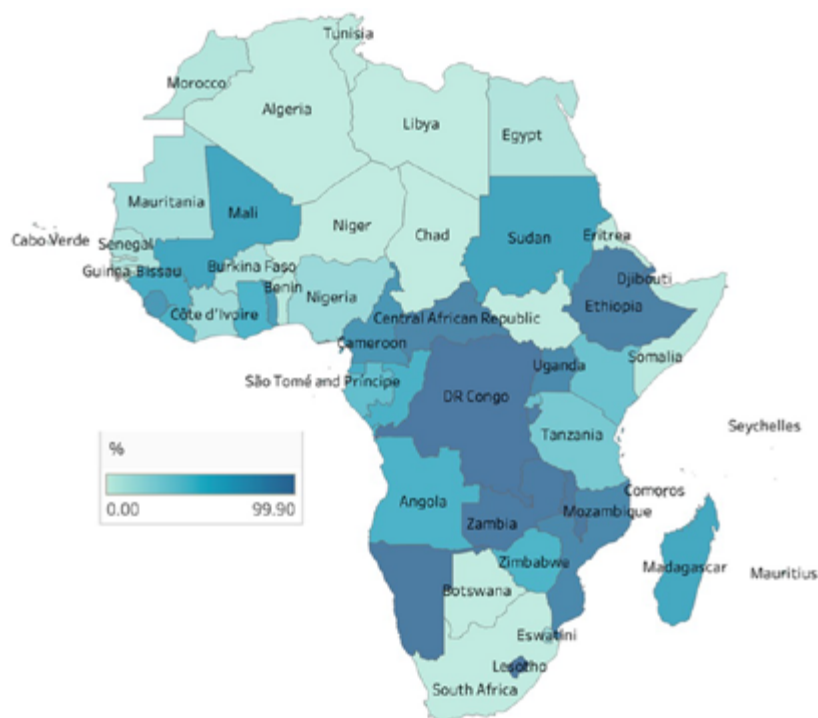 Tunisia
Morocco
Algeria
Libya
Egypt
Mauritania
Mali
Niger
Chad
Sudan
Eritrea
Cabo Verde
Senegal
Guinea-Bissau
Burkina Faso
Benin
Nigeria
Djibouti
Ethiopia
Côte d'Ivoire
Central African Republic
Cameroon
Somalia
Uganda
São Tomé and Príncipe
DR Congo
Seychelles
Tanzania
%
0.00 99.90
Comoros
Angola
Mozambique
Zambia
Zimbabwe
Madagascar
Mauritius
Botswana
Eswatini
Lesotho
South Africa